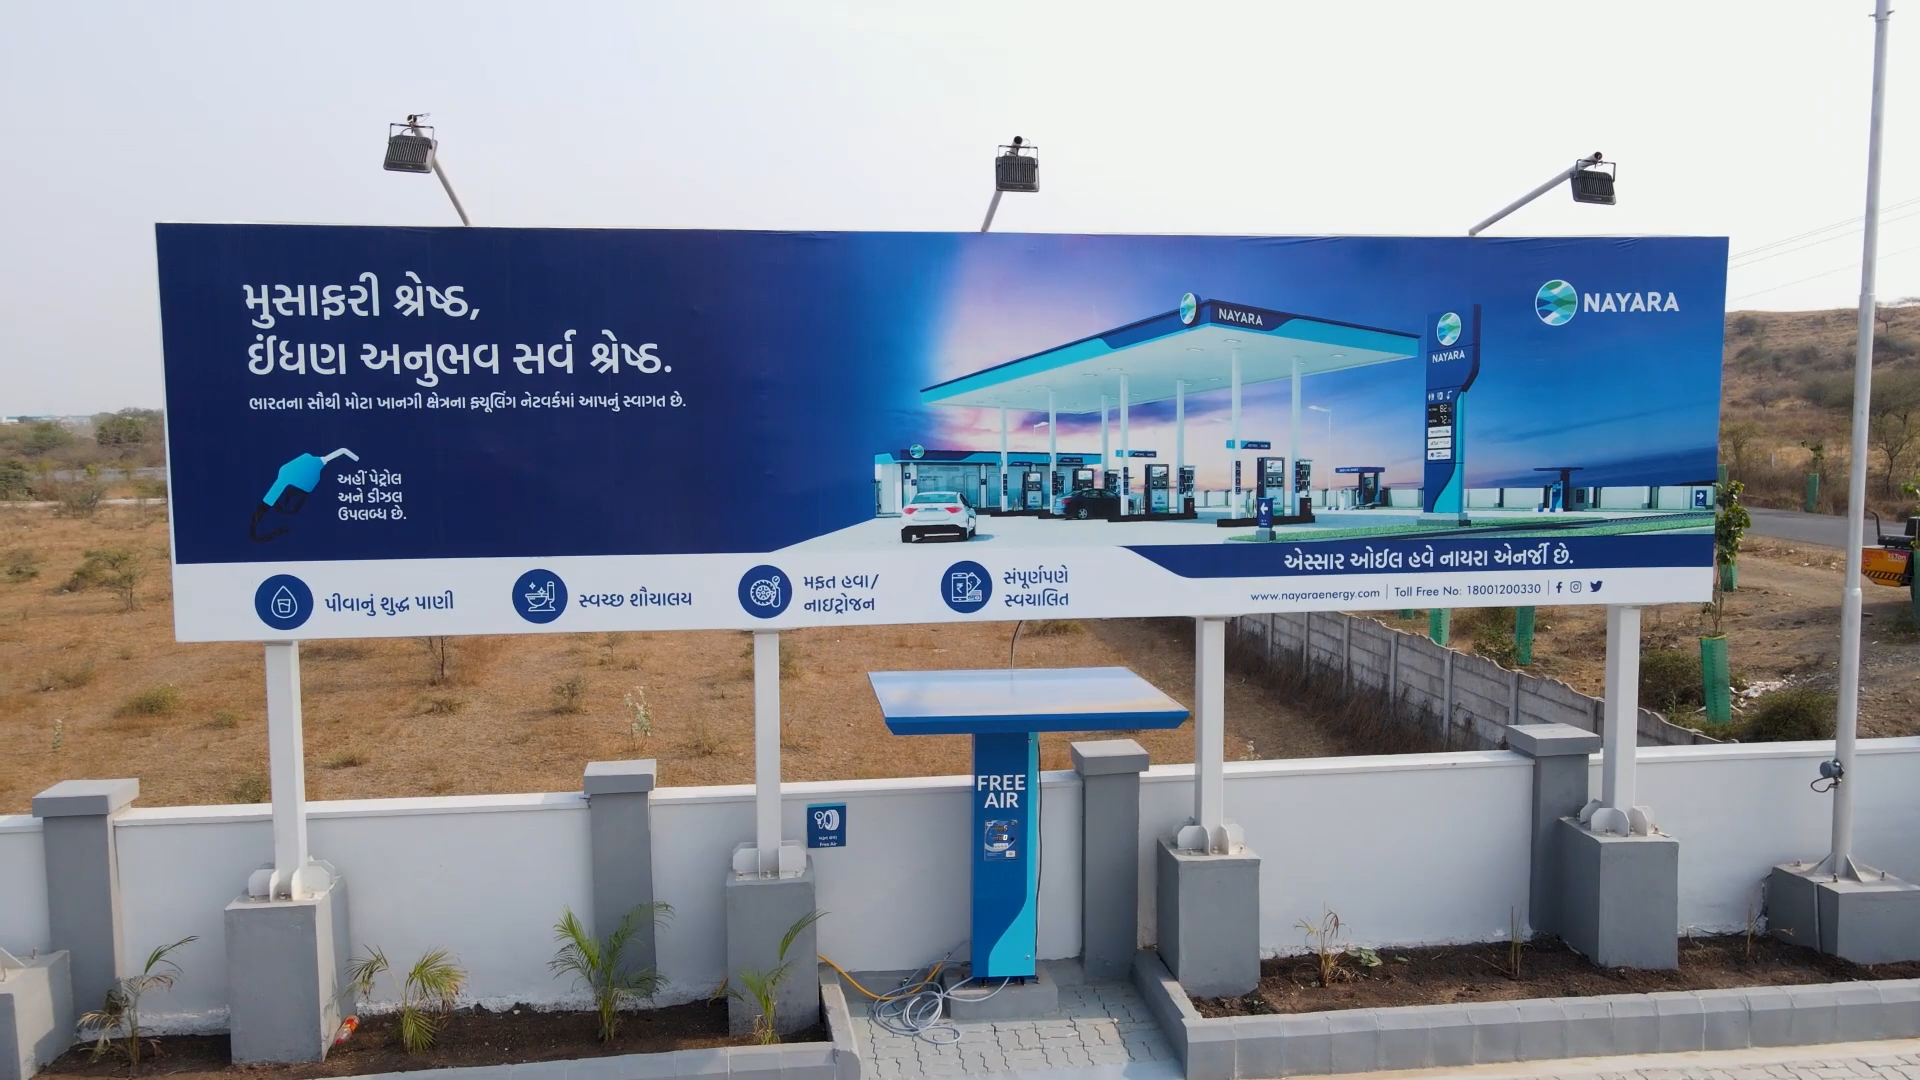 મુસાફરી શ્રેષ્ઠ,
ઈંધણ અનુભવ સર્વ શ્રેષ્ઠ.
ભારતના સૌથી મોટા ખાનગી ક્ષેત્રના ફ્યૂલિંગ નેટવર્કમાં આપનું સ્વાગત છે.
અહીં પેટ્રોલ
અને ડીઝલ
ઉપલબ્ધ છે.
NAYARA
NAYARA
NAYARA
પીવાનું શુદ્ધ પાણી
સ્વચ્છ શૌચાલય
મફત હવા/
નાઇટ્રોજન
સંપૂર્ણપણે
સ્વચાલિત
એસ્સાર ઓઈલ હવે નાયરા એનર્જી છે.
www.nayaraenergy.com | Toll Free No: 18001200330
FREE
AIR
Free Air